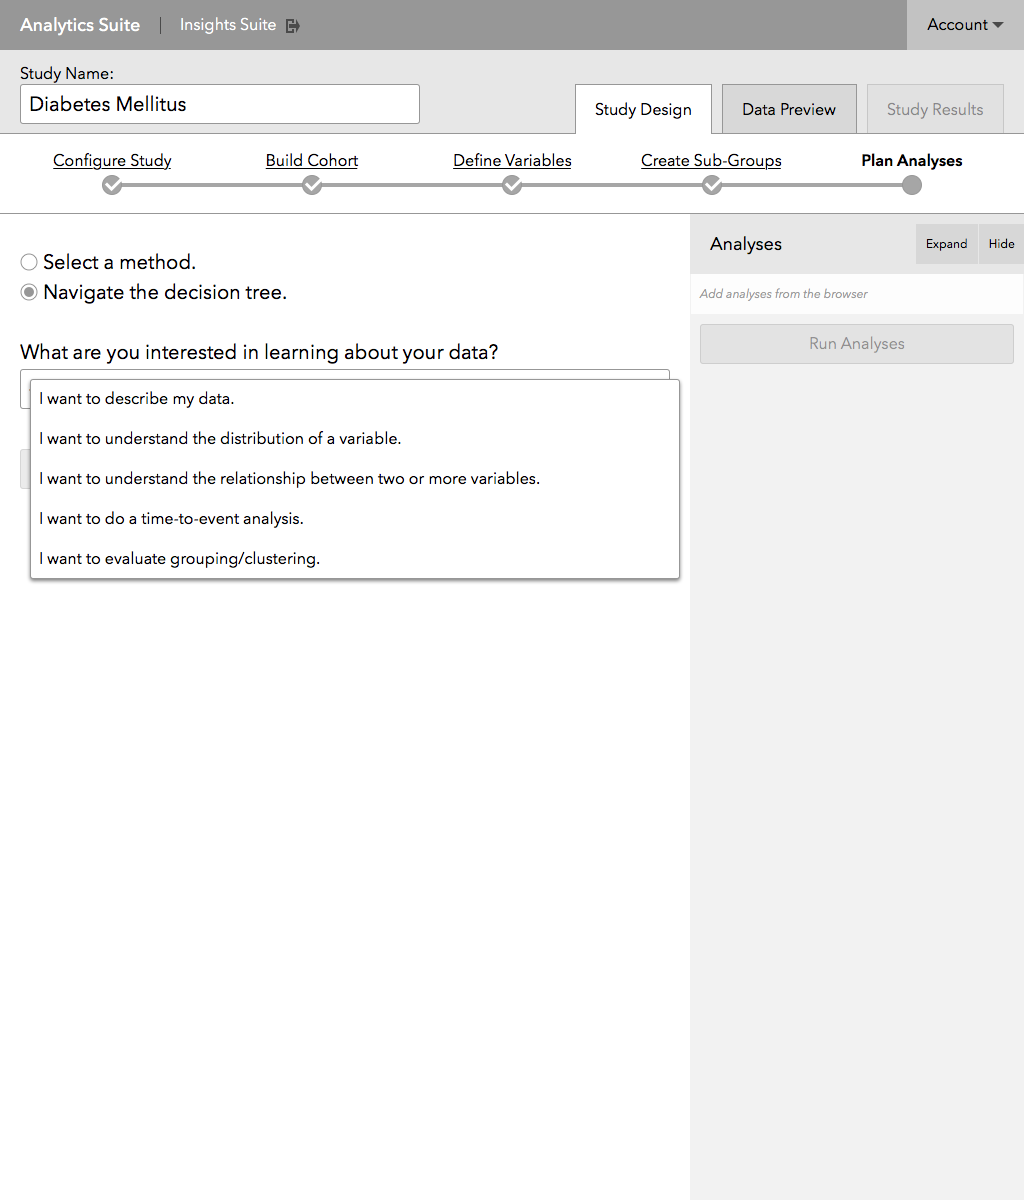 Analytics Suite | Insights Suite Account
Study Name:
Diabetes Mellitus
Study Design Data Preview Study Results
Configure Study Build Cohort Define Variables Create Sub-Groups Plan Analyses
Select a method.
Navigate the decision tree.
What are you interested in learning about your data?
I want to describe my data.
I want to understand the distribution of a variable.
I want to understand the relationship between two or more variables.
I want to do a time-to-event analysis.
I want to evaluate grouping/clustering.
Analyses Expand Hide
Add analyses from the browser
Run Analyses